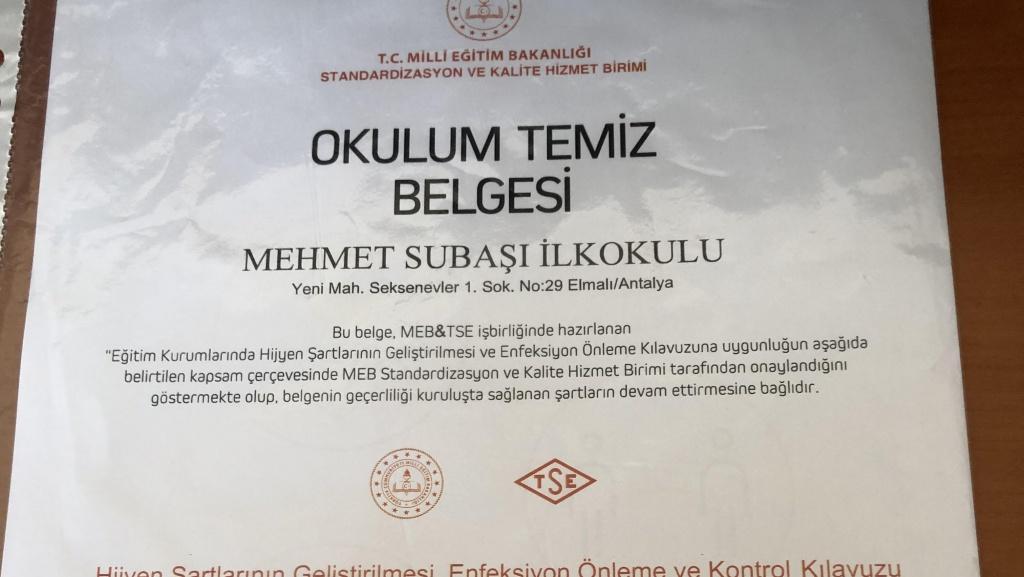 T.C. MİLLİ EĞİTİM BAKANLIĞI
STANDARDİZASYON VE KALİTE HİZMET BİRİMİ
OKULUM TEMİZ
BELGESİ
MEHMET SUBAŞI İLKOKULU
Yeni Mah. Seksenevler 1. Sok. No:29 Elmalı/Antalya
Bu belge, MEB&TSE işbirliğinde hazırlanan
"Eğitim Kurumlarında Hijyen Şartlarının Geliştirilmesi ve Enfeksiyon Önleme Kılavuzuna uygunluğun aşağıda
belirtilen kapsam çerçevesinde MEB Standardizasyon ve Kalite Hizmet Birimi tarafından onaylandığını
göstermekte olup, belgenin geçerliliği kuruluşta sağlanan şartların devam ettirmesine bağlıdır.
TSE
Hijyen Şartlarının Geliştirilmesi, Enfeksiyon Önleme ve Kontrol Kılavuzu